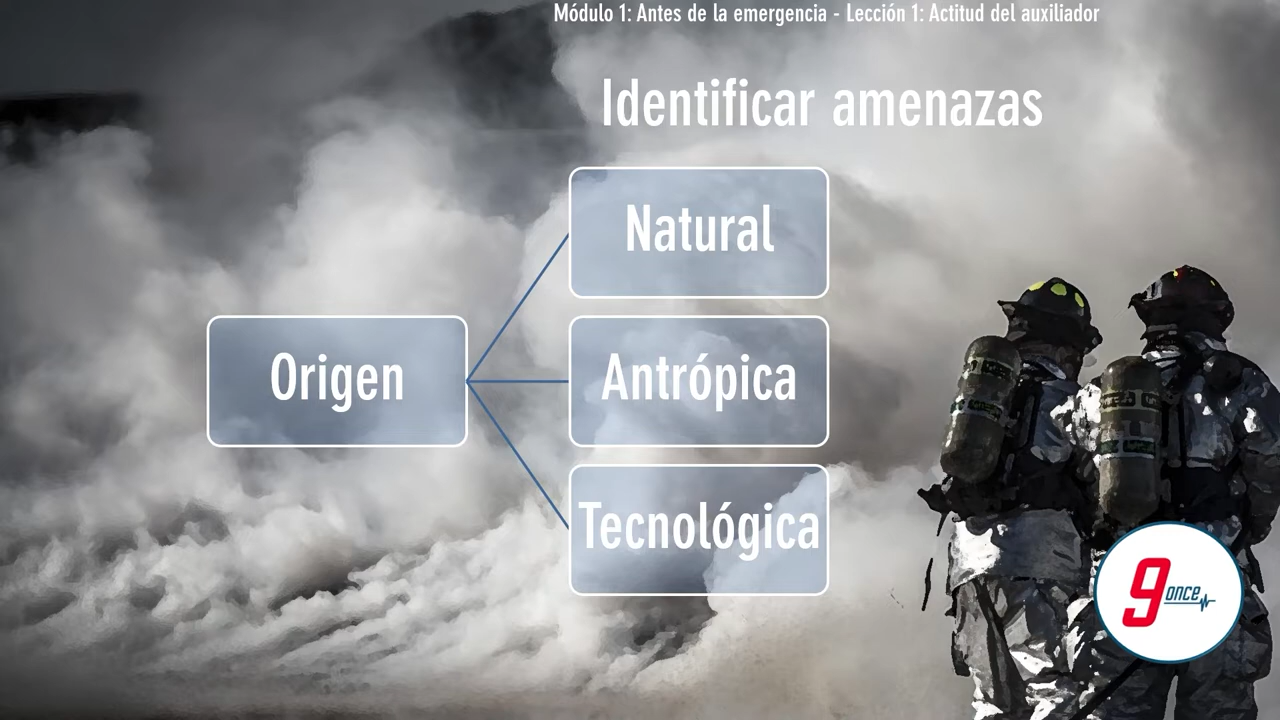 Módulo 1: Antes de la emergencia - Lección 1: Actitud del auxiliador
Identificar amenazas
Natural
Origen
Antrópica
Tecnológica
9once